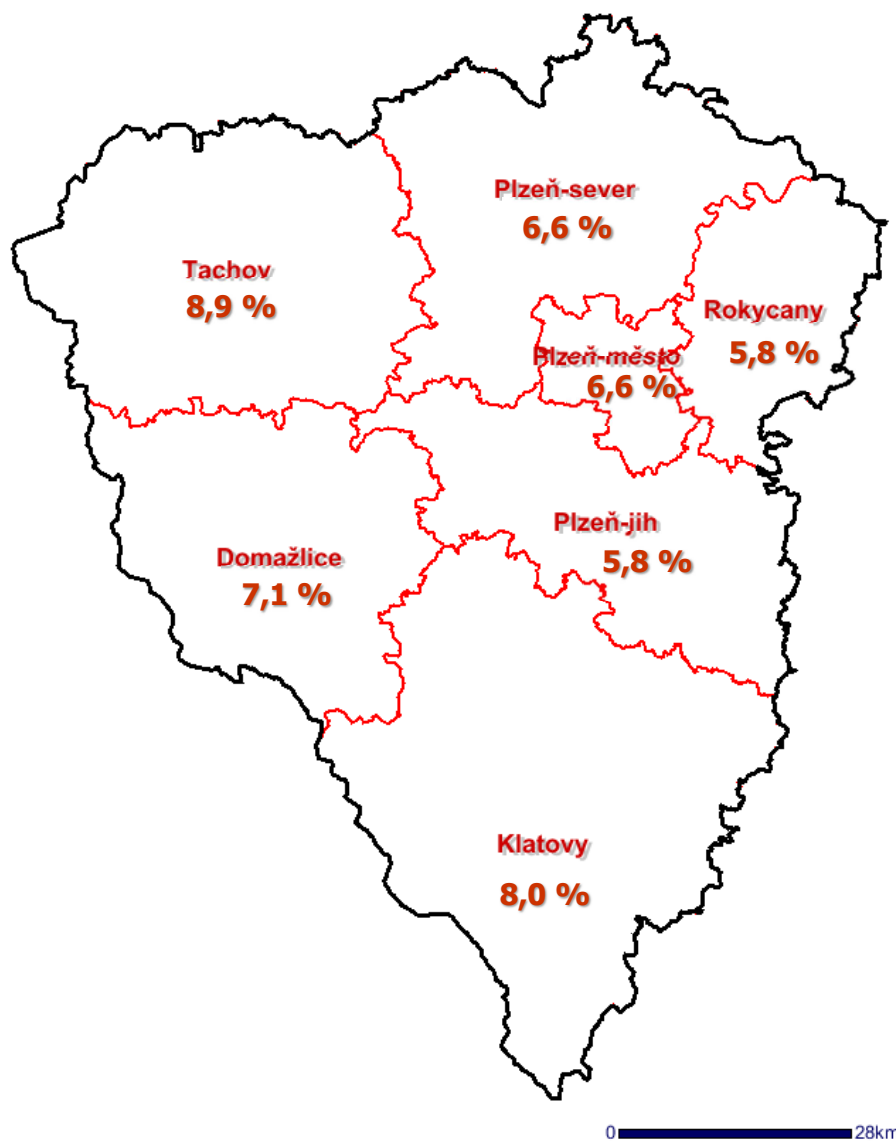 Plzeň-sever
6,6 %
Tachov
8,9 %
Rokycany
5,8 %
Plzeň-město
6,6 %
Plzeň-jih
5,8 %
Domažlice
7,1 %
Klatovy
8,0 %
0 28km